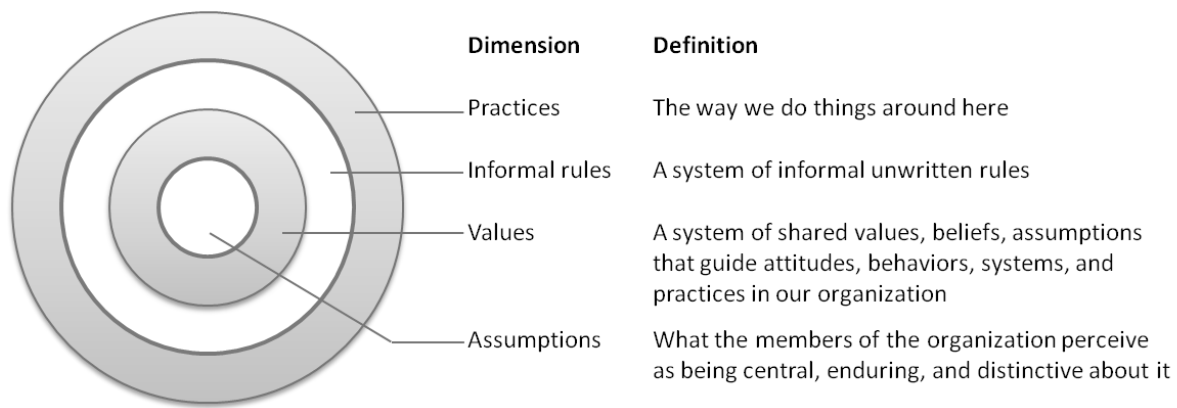 Dimension Definition
Practices The way we do things around here
Informal rules A system of informal unwritten rules
Values A system of shared values, beliefs, assumptions
that guide attitudes, behaviors, systems, and
practices in our organization
Assumptions What the members of the organization perceive
as being central, enduring, and distinctive about it